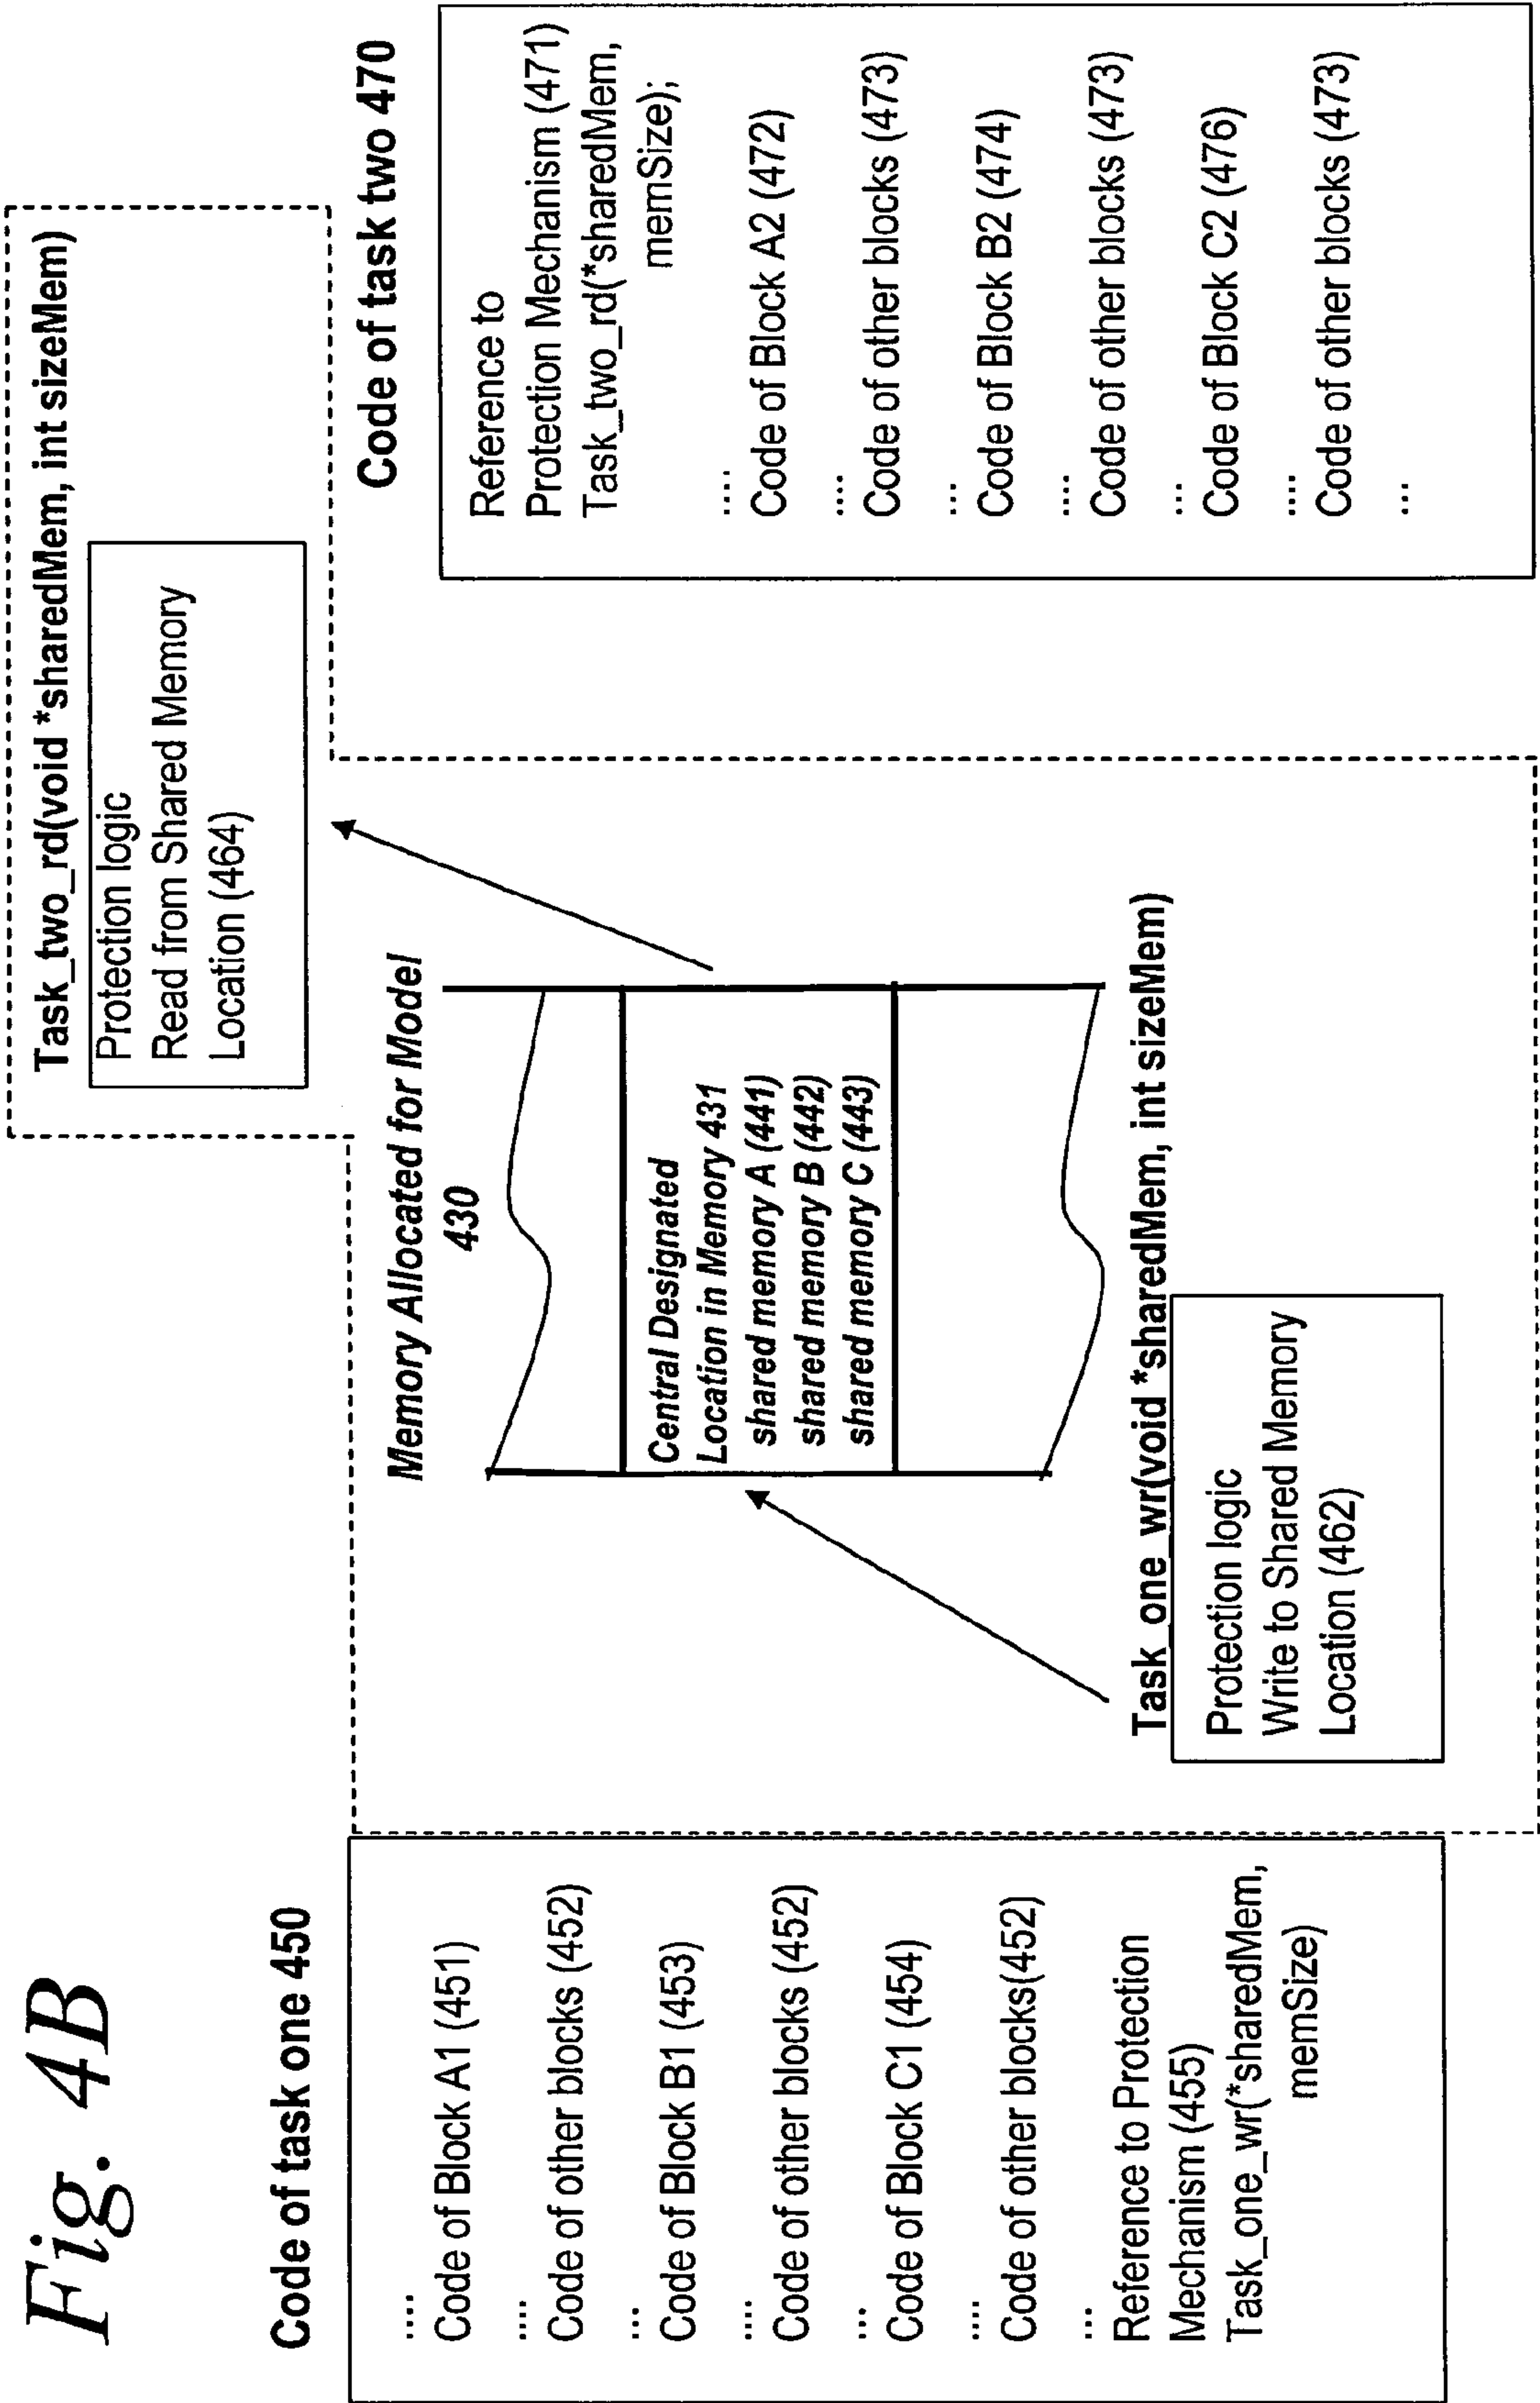 Fig. 4B
Code of task one 450
....
Code of Block A1 (451)
....
Code of other blocks (452)
...
Code of Block B1 (453)
....
Code of other blocks (452)
...
Code of Block C1 (454)
....
Code of other blocks(452)
...
Reference to Protection
Mechanism (455)
Task_one_wr(*sharedMem,
memSize)
Memory Allocated for Model
430
Central Designated
Location in Memory 431
shared memory A (441)
shared memory B (442)
shared memory C (443)
Task one wr(void *sharedMem, int sizeMem)
Protection logic
Write to Shared Memory
Location (462)
Task_two_rd(void *sharedMem, int sizeMem)
Protection logic
Read from Shared Memory
Location (464)
Code of task two 470
Reference to
Protection Mechanism (471)
Task_two_rd(*sharedMem,
memSize);
....
Code of Block A2 (472)
....
Code of other blocks (473)
...
Code of Block B2 (474)
....
Code of other blocks (473)
...
Code of Block C2 (476)
....
Code of other blocks (473)
...